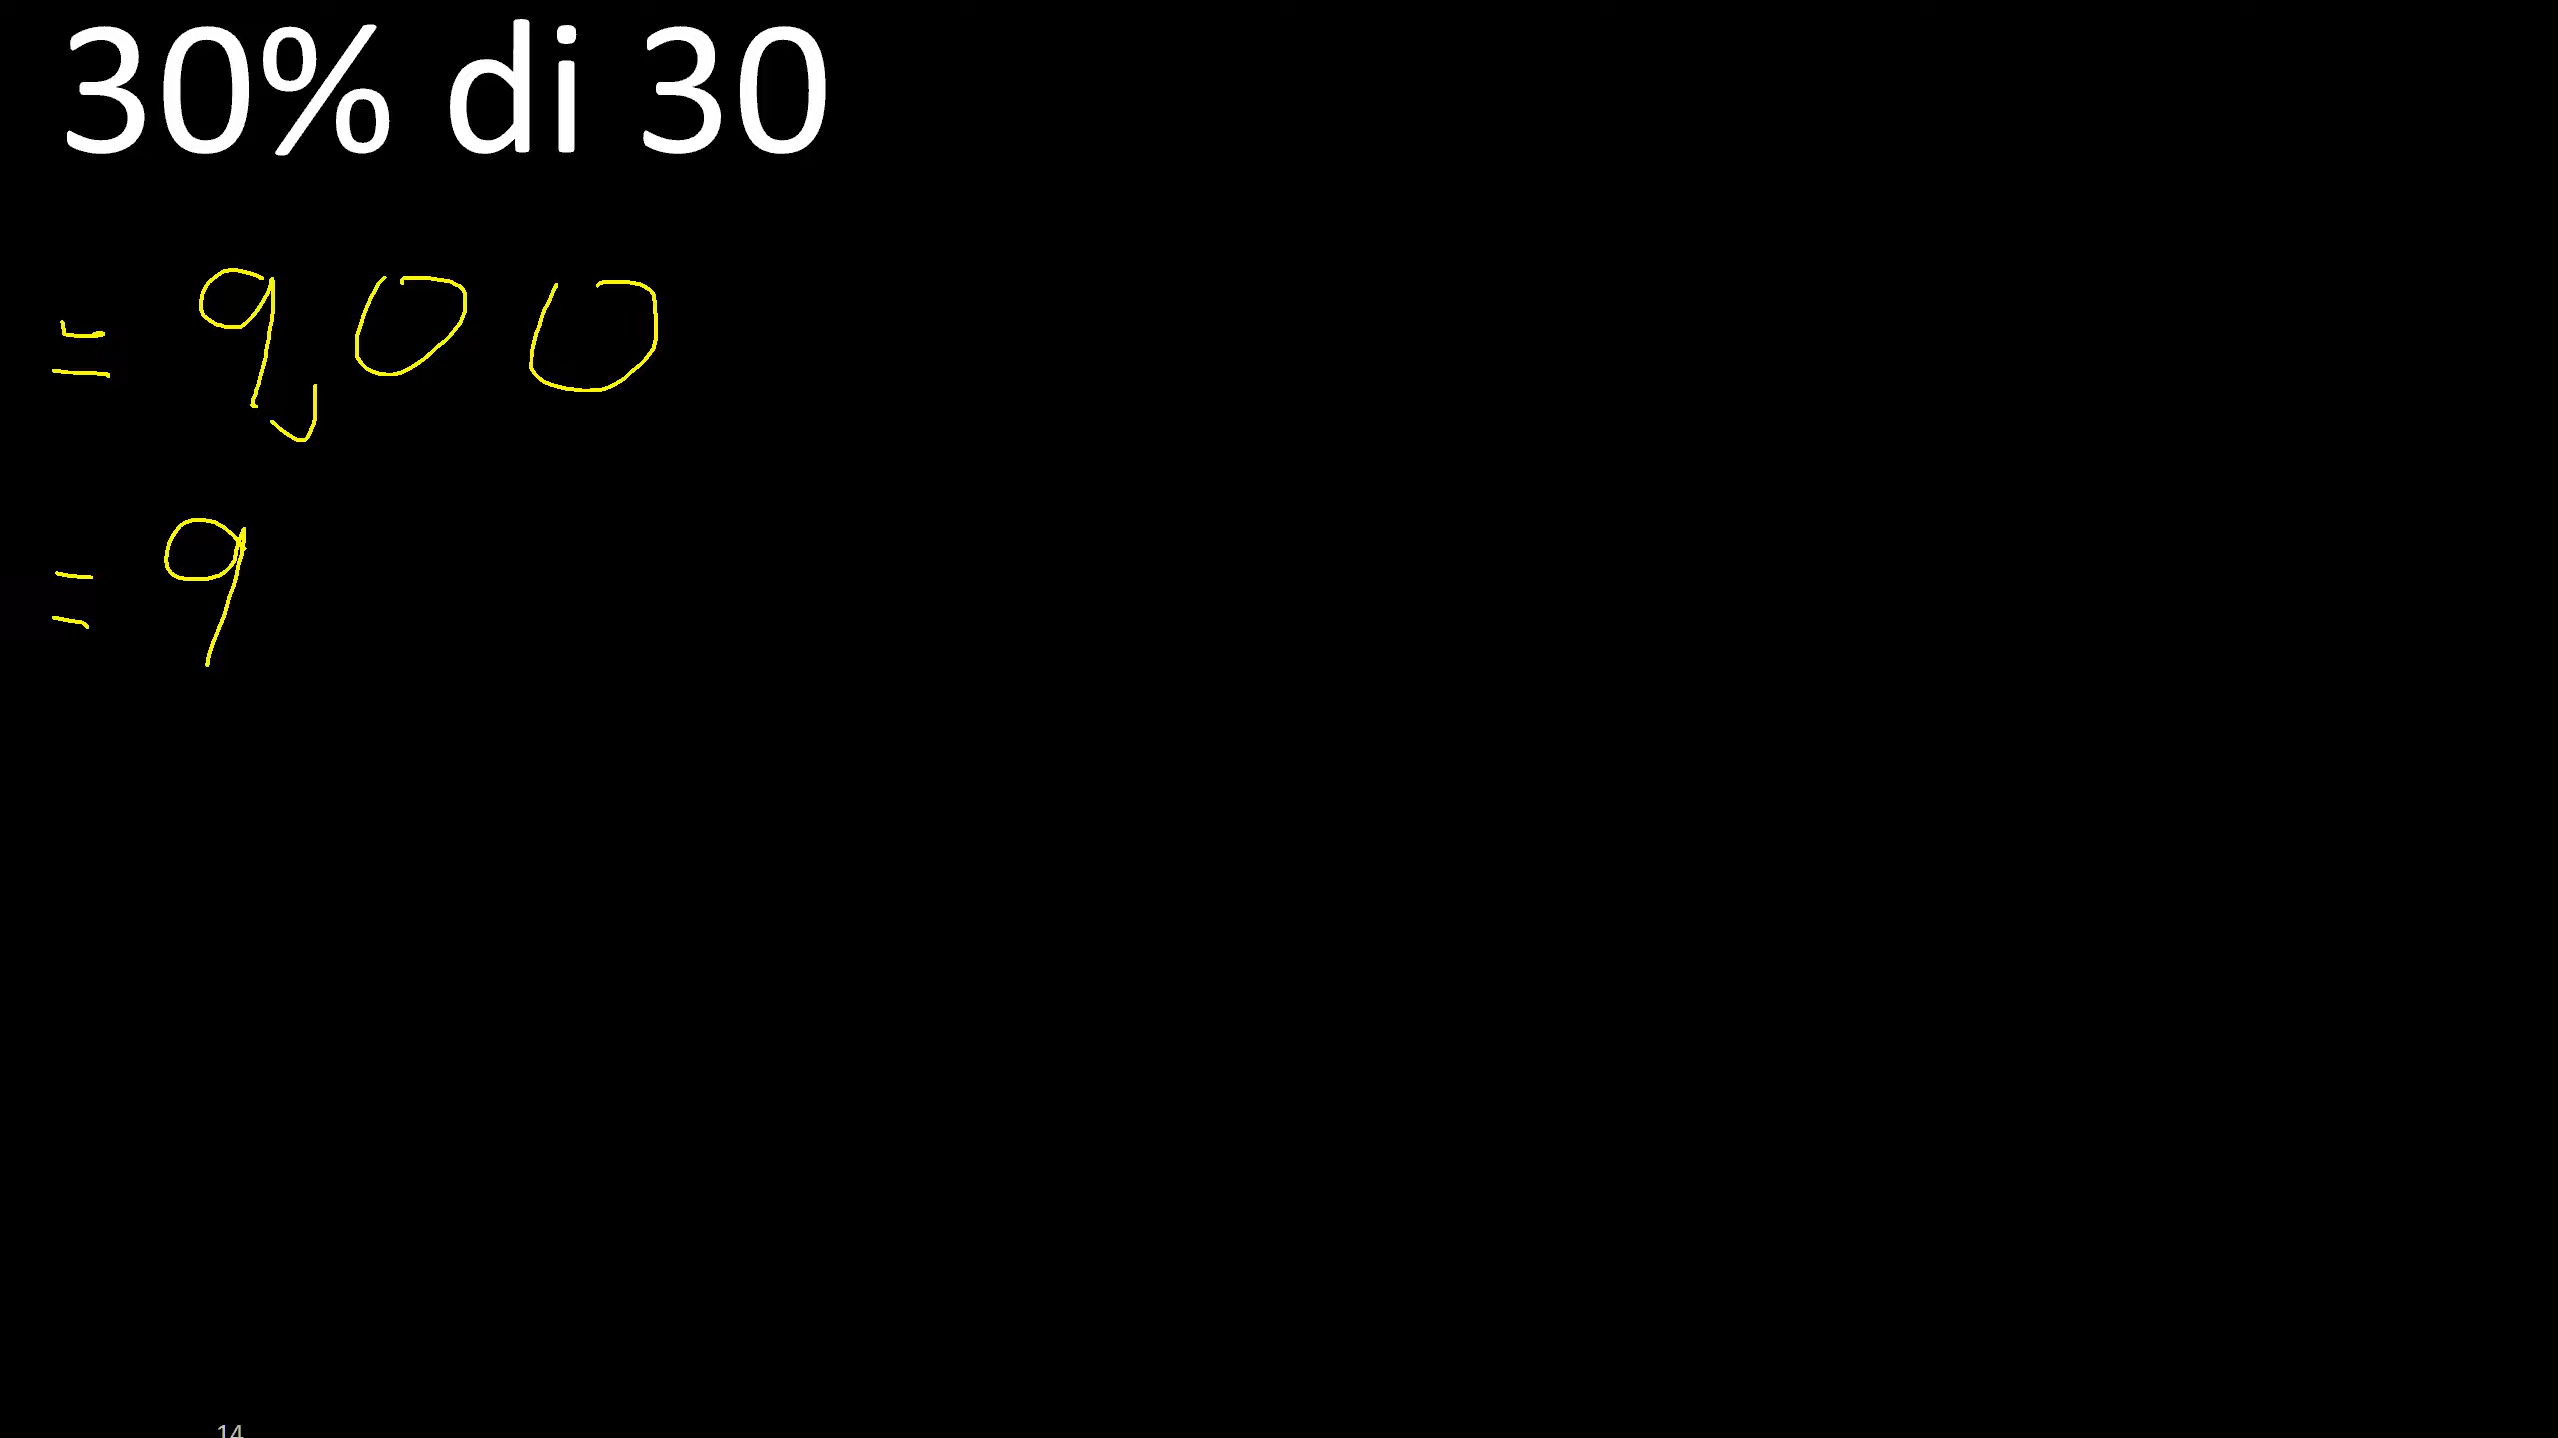 30% di 30
= 9,00
= 9
14